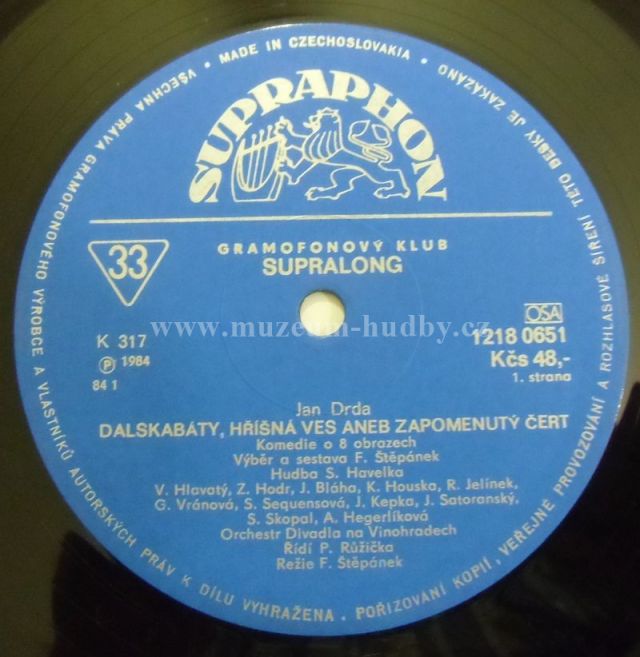 VŠECHNA PRÁVA GRAMOFONOVÉHO VÝROBCE A VLASTNÍKŮ AUTORSKÝCH PRÁV K DÍLU VYHRAŽENA. POŘIZOVÁNÍ KOPIÍ, VEŘEJNÉ PROVOZOVÁNÍ A ROZHLASOVÉ ŠÍŘENÍ TÉTO DESKY JE ZAKÁZÁNO • MADE IN CZECHOSLOVAKIA •
SUPRAPHON
GRAMOFONOVÝ KLUB
SUPRALONG
33
OSA
www.muzeum-hudby.cz
K 317
1218 0651
Ⓟ 1984
Kčs 48,-
84 1
1. strana
Jan Drda
DALSKABÁTY, HŘÍŠNÁ VES ANEB ZAPOMENUTÝ ČERT
Komedie o 8 obrazech
Výběr a sestava F. Štěpánek
Hudba S. Havelka
V. Hlavatý, Z. Hodr, J. Bláha, K. Houska, R. Jelínek,
G. Vránová, S. Sequensová, J. Kepka, J. Satoranský,
S. Skopal, A. Hegerlíková
Orchestr Divadla na Vinohradech
Řídí P. Růžička
Režie F. Štěpánek